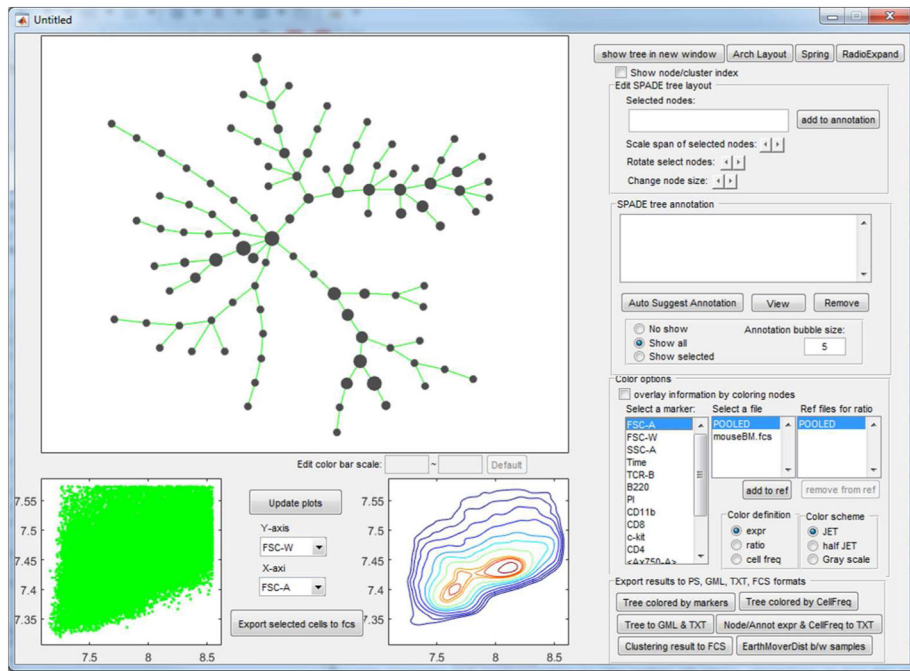 Untitled
show tree in new window
Arch Layout
Spring
RadioExpand
Show node/cluster index
Edit SPADE tree layout
Selected nodes:
add to annotation
Scale span of selected nodes:
Rotate select nodes:
Change node size:
SPADE tree annotation
Auto Suggest Annotation
View
Remove
No show
Show all
Show selected
Annotation bubble size:
5
Color options
overlay information by coloring nodes
Select a marker:
Select a file
Ref files for ratio
FSC-A
FSC-W
SSC-A
Time
TCR-B
B220
PI
CD11b
CD8
c-kit
CD4
<Ax750-A>
POOLED
mouseBM.fcs
POOLED
add to ref
remove from ref
Color definition
expr
ratio
cell freq
Color scheme
JET
half JET
Gray scale
Edit color bar scale:
~
Default
7.55
7.5
7.45
7.4
7.35
7.5
8
8.5
Update plots
Y-axis
FSC-W
X-axi
FSC-A
Export selected cells to fcs
7.55
7.5
7.45
7.4
7.35
7.5
8
8.5
Export results to PS, GML, TXT, FCS formats
Tree colored by markers
Tree colored by CellFreq
Tree to GML & TXT
Node/Annot expr & CellFreq to TXT
Clustering result to FCS
EarthMoverDist b/w samples